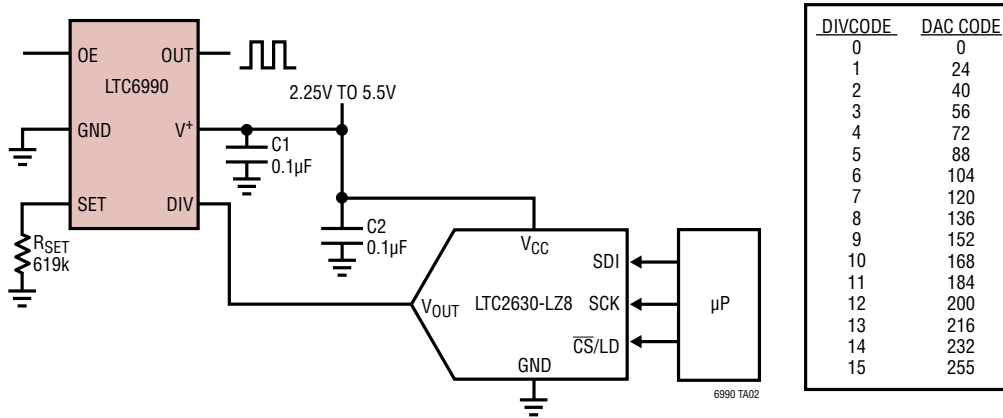 OE
OUT
LTC6990
GND
V+
SET
DIV
RSET
619k
2.25V TO 5.5V
C1
0.1µF
C2
0.1µF
VCC
SDI
VOUT
LTC2630-LZ8
SCK
CS/LD
GND
µP
6990 TA02
DIVCODE DAC CODE
0 0
1 24
2 40
3 56
4 72
5 88
6 104
7 120
8 136
9 152
10 168
11 184
12 200
13 216
14 232
15 255